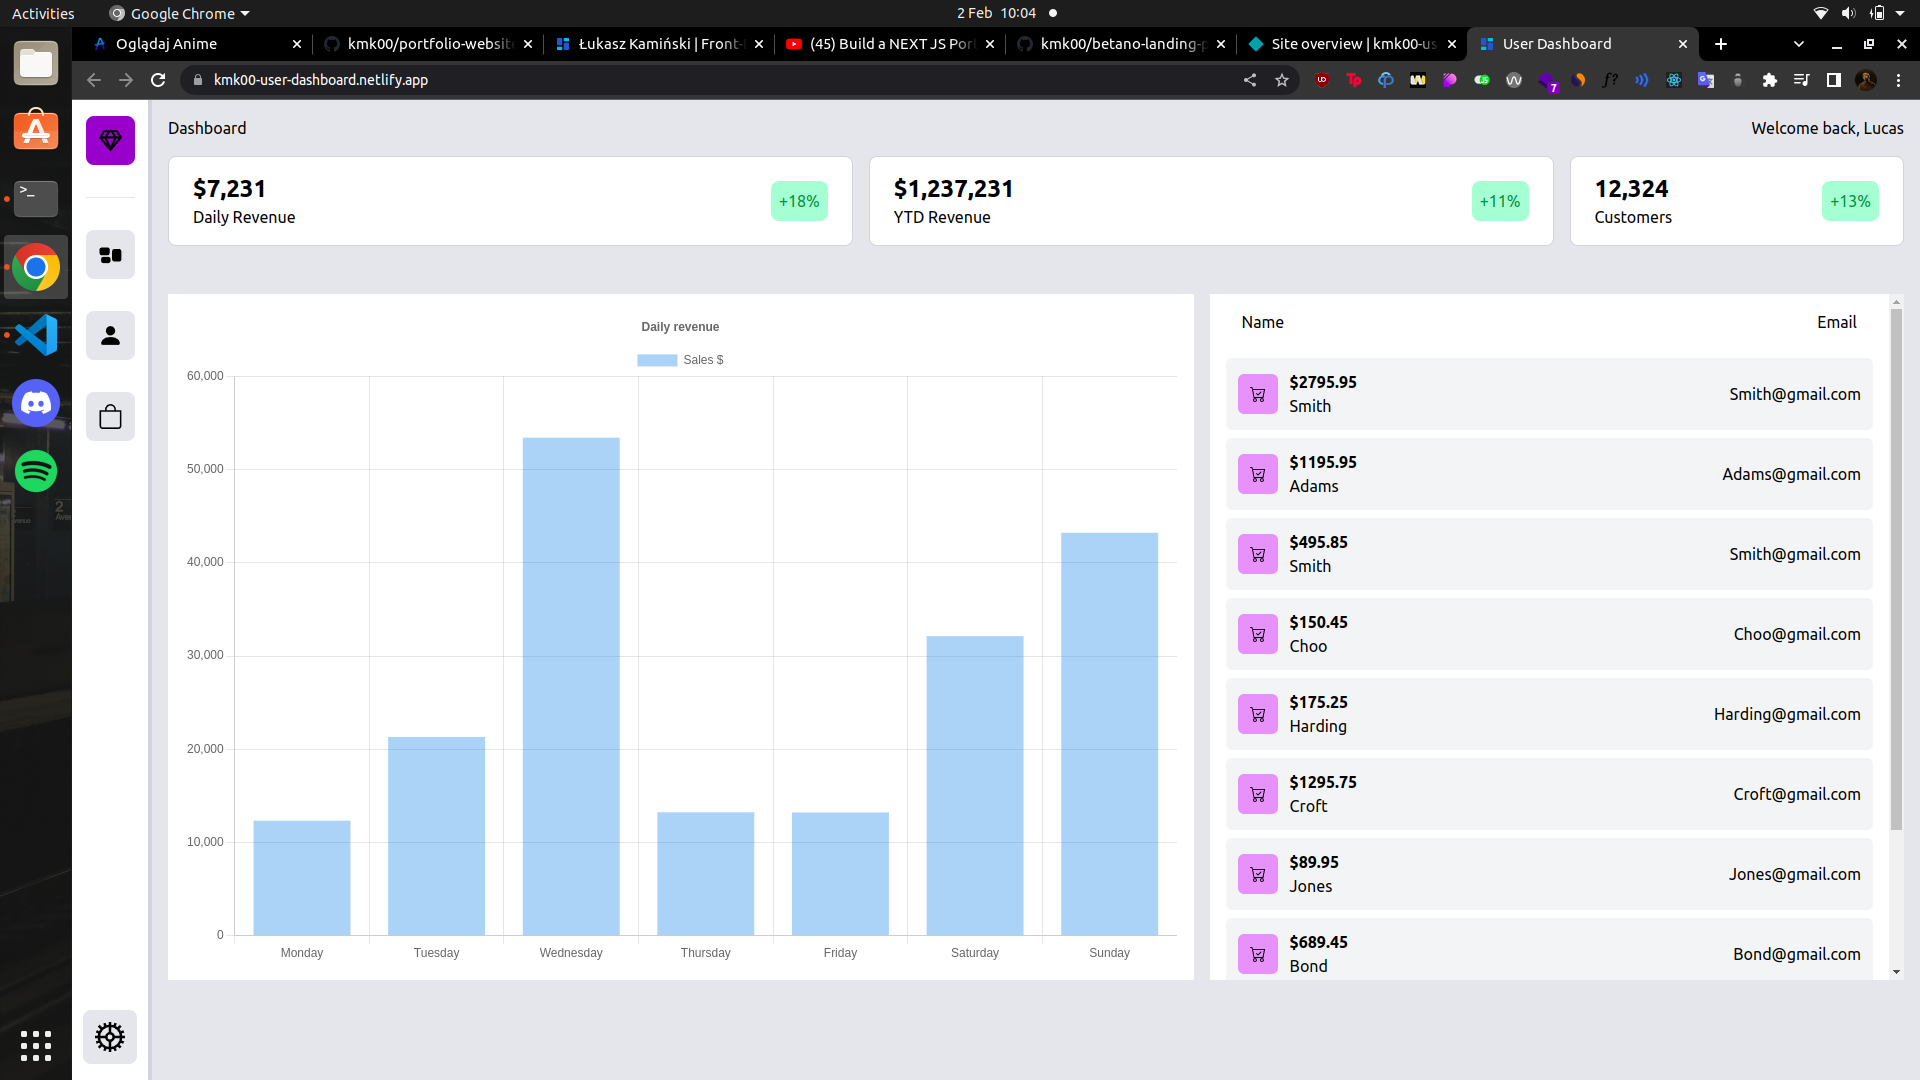 Activities
Google Chrome
2 Feb 10:04
Oglądaj Anime
kmk00/portfolio-website
Łukasz Kamiński | Front-
(45) Build a NEXT JS Por
kmk00/betano-landing-p
Site overview | kmk00-us
User Dashboard
kmk00-user-dashboard.netlify.app
7
Dashboard
Welcome back, Lucas
$7,231
Daily Revenue
+18%
$1,237,231
YTD Revenue
+11%
12,324
Customers
+13%
Daily revenue
Sales $
60,000
50,000
40,000
30,000
20,000
10,000
0
Monday
Tuesday
Wednesday
Thursday
Friday
Saturday
Sunday
Name
Email
$2795.95
Smith
Smith@gmail.com
$1195.95
Adams
Adams@gmail.com
$495.85
Smith
Smith@gmail.com
$150.45
Choo
Choo@gmail.com
$175.25
Harding
Harding@gmail.com
$1295.75
Croft
Croft@gmail.com
$89.95
Jones
Jones@gmail.com
$689.45
Bond
Bond@gmail.com